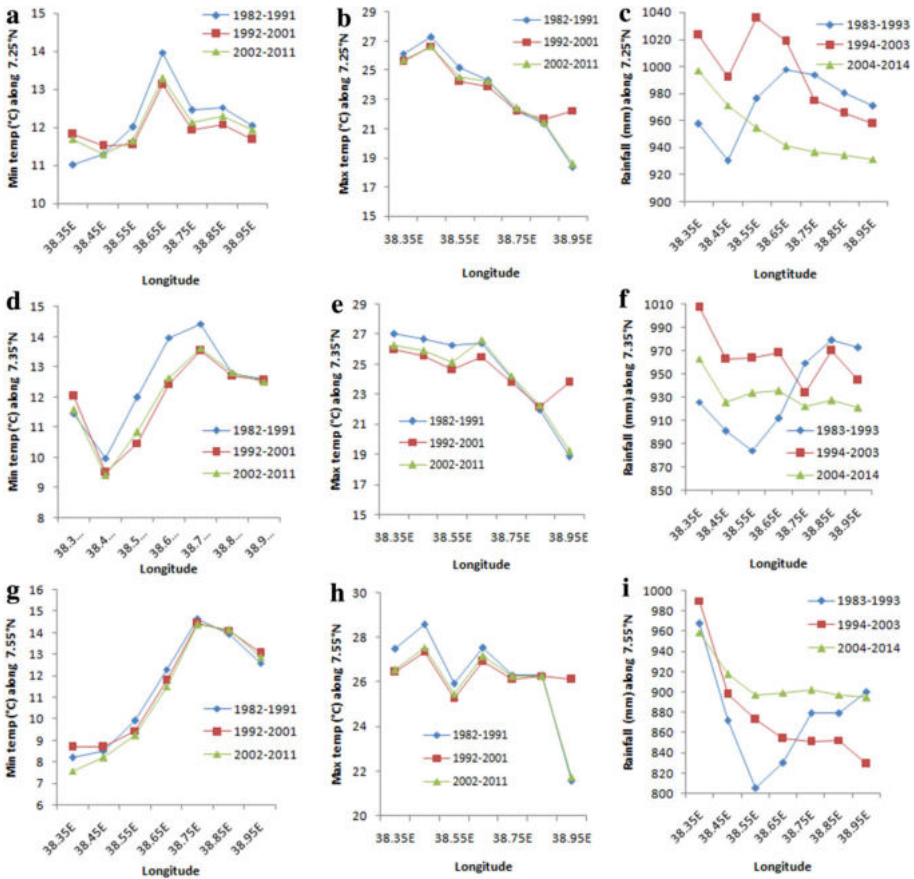 a
Min temp (°C) along 7.25°N
15
14
13
12
11
10
1982-1991
1992-2001
2002-2011
38.35E
38.45E
38.55E
38.65E
38.75E
38.85E
38.95E
Longitude
b
Max temp (°C) along 7.25°N
30
27
24
21
18
15
1982-1991
1992-2001
2002-2011
38.35E
38.55E
38.75E
38.95E
Longitude
c
Rainfall (mm) along 7.25°N
1040
1020
1000
980
960
940
920
900
1983-1993
1994-2003
2004-2014
38.35E
38.45E
38.55E
38.65E
38.75E
38.85E
38.95E
Longtitude
d
Min temp (°C) along 7.35°N
15
14
13
12
11
10
9
8
1982-1991
1992-2001
2002-2011
38.3...
38.4...
38.5...
38.6...
38.7...
38.8...
38.9...
Longitude
e
Max temp (°C) along 7.35°N
29
27
25
23
21
19
17
15
1982-1991
1992-2001
2002-2011
38.35E
38.55E
38.75E
38.95E
Longitude
f
Rainfall (mm) along 7.35°N
1010
990
970
950
930
910
890
870
850
1983-1993
1994-2003
2004-2014
38.35E
38.45E
38.55E
38.65E
38.75E
38.85E
38.95E
Longitude
g
Min temp (°C) along 7.55°N
16
15
14
13
12
11
10
9
8
7
6
1982-1991
1992-2001
2002-2011
38.35E
38.45E
38.55E
38.65E
38.75E
38.85E
38.95E
Longitude
h
Max temp (°C) along 7.55°N
30
28
26
24
22
20
1982-1991
1992-2001
2002-2011
38.35E
38.55E
38.75E
38.95E
Longitude
i
Rainfall (mm) along 7.55°N
1000
980
960
940
920
900
880
860
840
820
800
1983-1993
1994-2003
2004-2014
38.35E
38.45E
38.55E
38.65E
38.75E
38.85E
38.95E
Longitude